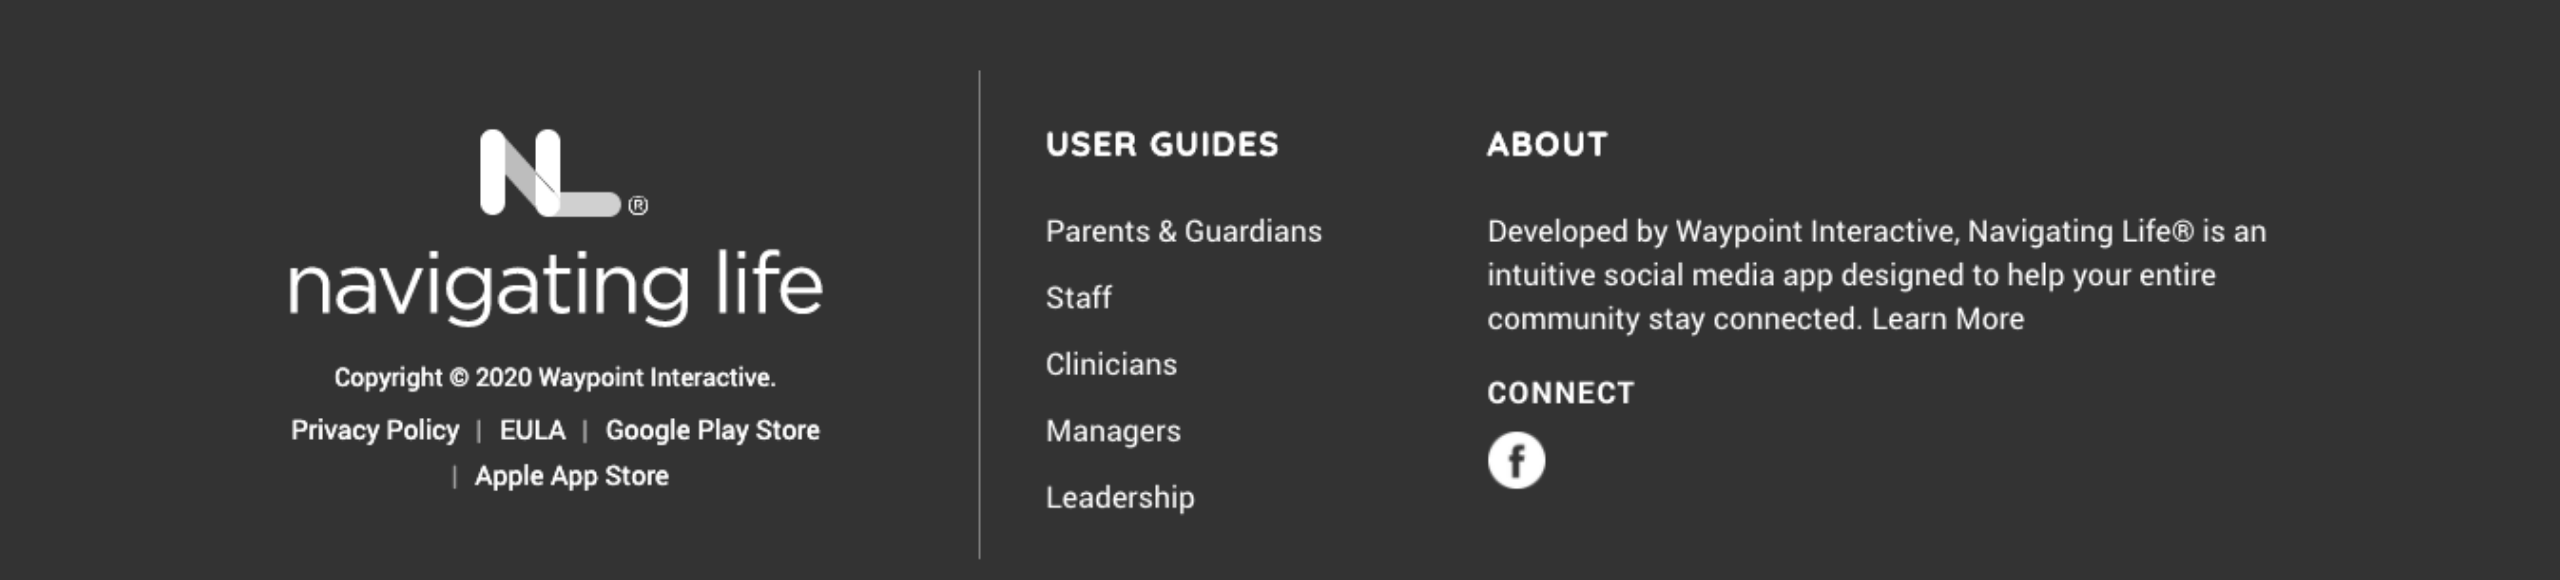 NL®
navigating life
Copyright © 2020 Waypoint Interactive.
Privacy Policy | EULA | Google Play Store
| Apple App Store
USER GUIDES
Parents & Guardians
Staff
Clinicians
Managers
Leadership
ABOUT
Developed by Waypoint Interactive, Navigating Life® is an
intuitive social media app designed to help your entire
community stay connected. Learn More
CONNECT
f